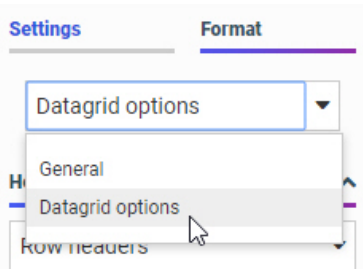 Settings Format
Datagrid options
General
Datagrid options
Row headers